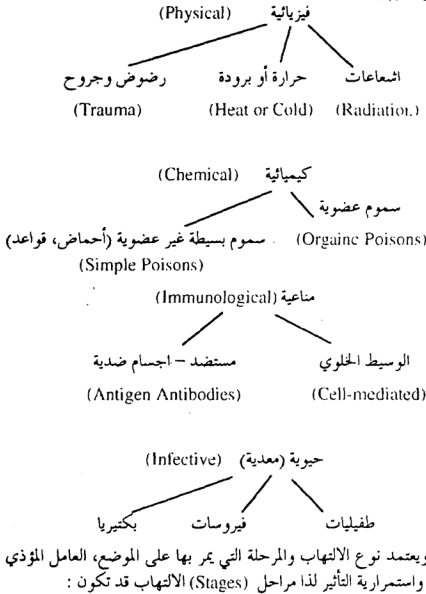 فيزيائية (Physical)
اشعاعات حرارة أو برودة رضوض وجروح
(Radiation) (Heat or Cold) (Trauma)
كيميائية (Chemical)
سموم عضوية
(Orgainc Poisons) سموم بسيطة غير عضوية (أحماض، قواعد)
(Simple Poisons)
مناعية (Immunological)
الوسيط الخلوي مستضد – اجسام ضدية
(Cell-mediated) (Antigen Antibodies)
حيوية (معدية) (Infective)
طفيليات فيروسات بكتيريا
ويعتمد نوع الالتهاب والمرحلة التي يمر بها على الموضع، العامل المؤذي
واستمرارية التأثير لذا مراحل (Stages) الالتهاب قد تكون :